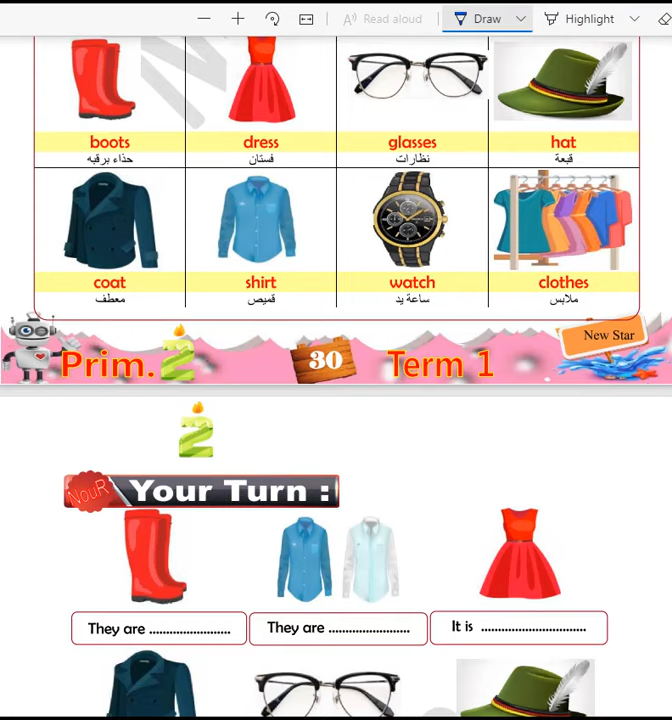 Read aloud
Draw
Highlight
boots
dress
glasses
hat
حذاء برقبه
فستان
نظارات
قبعة
coat
shirt
watch
clothes
معطف
قميص
ساعة يد
ملابس
Prim. 2
30
Term 1
New Star
2
NouR
Your Turn :
They are ........................
They are ........................
It is ...............................